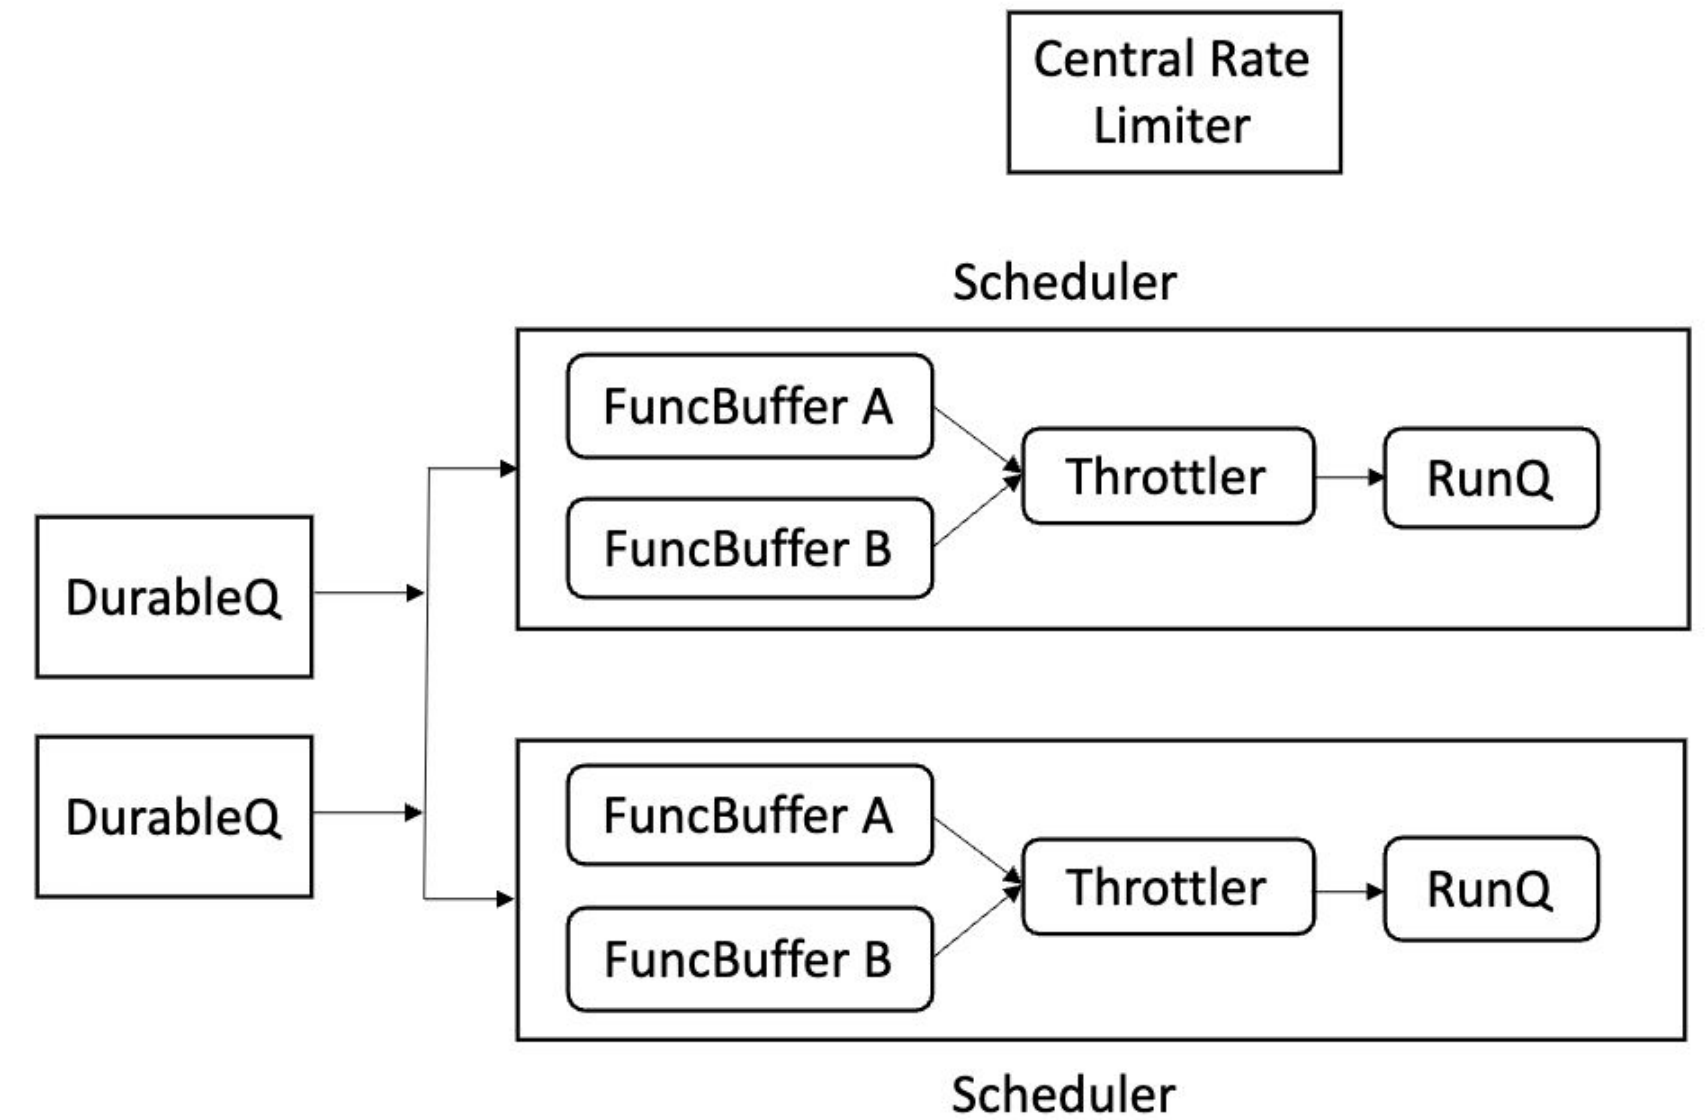 Central Rate
Limiter
Scheduler
FuncBuffer A
FuncBuffer B
Throttler
RunQ
DurableQ
DurableQ
FuncBuffer A
FuncBuffer B
Throttler
RunQ
Scheduler